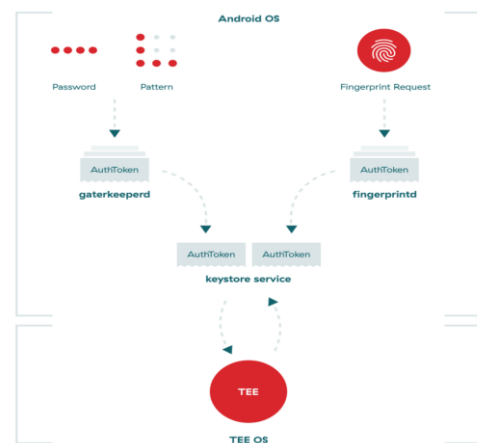 Android OS
Password
Pattern
Fingerprint Request
AuthToken
AuthToken
gaterkeeperd
fingerprintd
AuthToken
AuthToken
keystore service
TEE
TEE OS